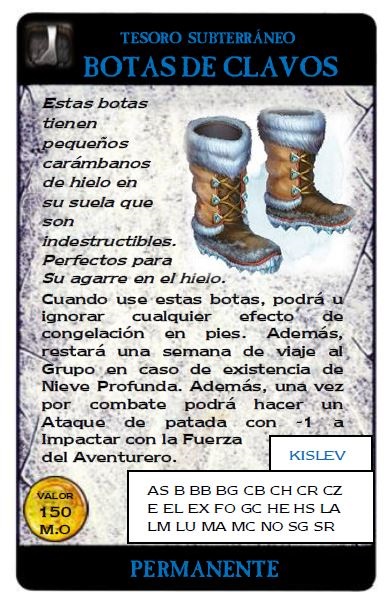 TESORO SUBTERRÁNEO
BOTAS DE CLAVOS
Estas botas
tienen
pequeños
carámbanos
de hielo en
su suela que
son
indestructibles.
Perfectos para
Su agarre en el hielo.
Cuando use estas botas, podrá u
ignorar cualquier efecto de
congelación en pies. Además,
restará una semana de viaje al
Grupo en caso de existencia de
Nieve Profunda. Además, una vez
por combate podrá hacer un
Ataque de patada con -1 a
Impactar con la Fuerza
del Aventurero.
KISLEV
VALOR
150
M.O
AS B BB BG CB CH CR CZ
E EL EX FO GC HE HS LA
LM LU MA MC NO SG SR
PERMANENTE